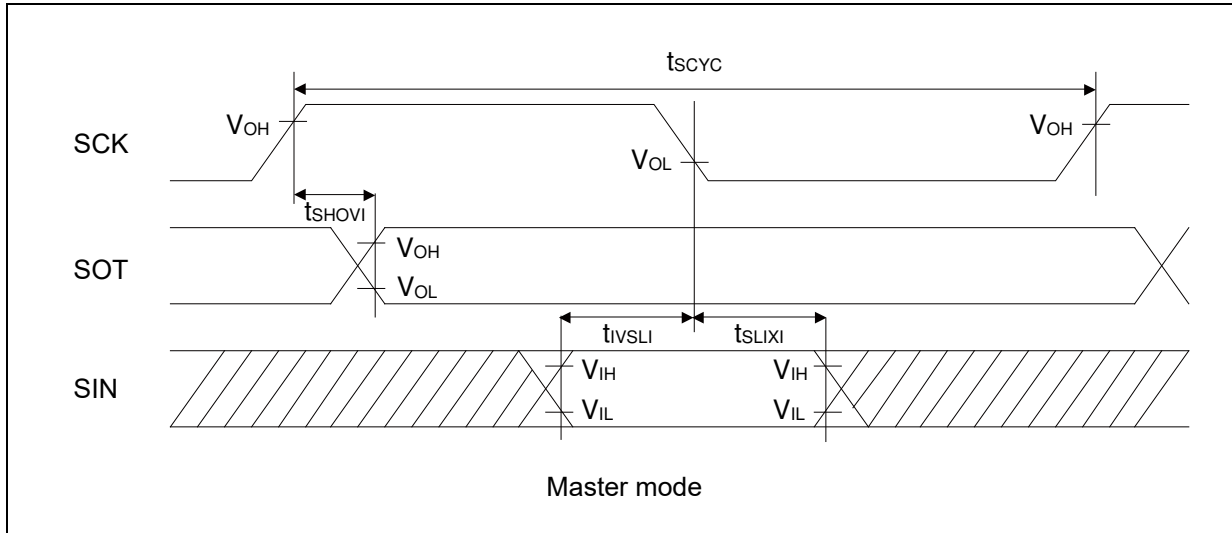 tSCYC
SCK
VOH
VOL
VOH
tSHOVI
SOT
VOH
VOL
tIVSLI
tSLIXI
SIN
VIH
VIL
VIH
VIL
Master mode